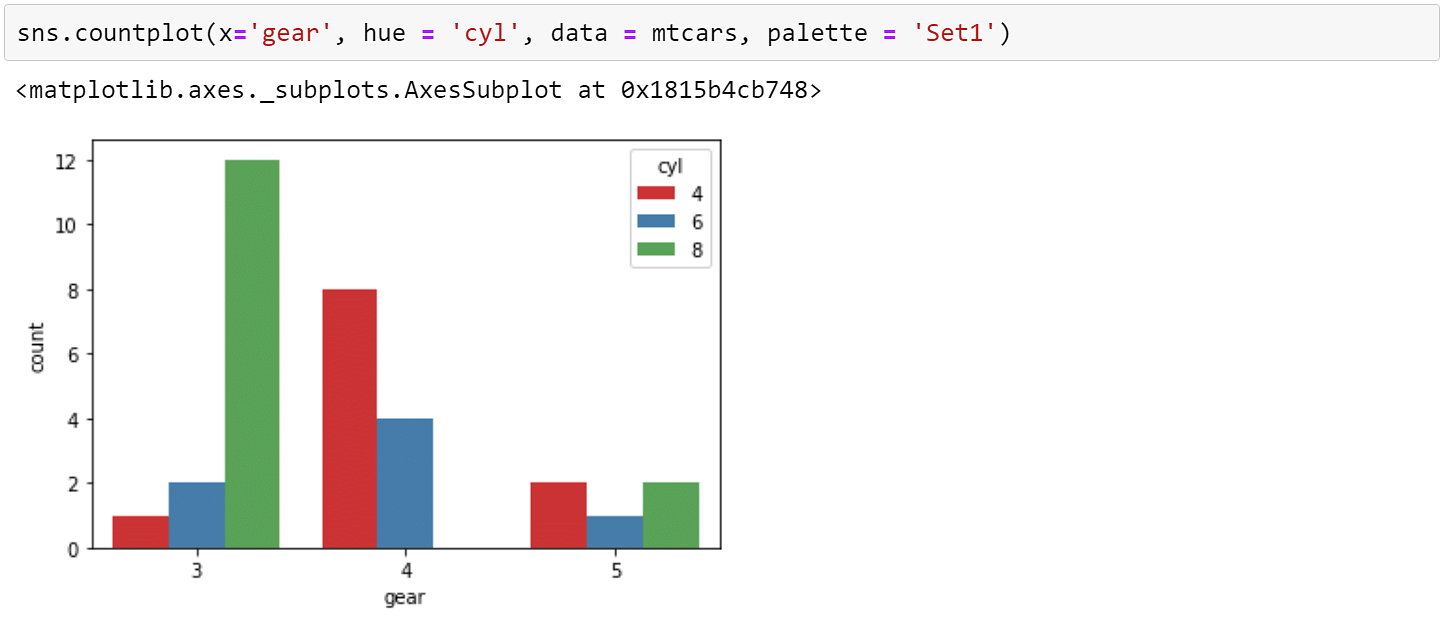 sns.countplot(x='gear', hue = 'cyl', data = mtcars, palette = 'Set1')
<matplotlib.axes._subplots.AxesSubplot at 0x1815b4cb748>
12
10
8
6
4
2
0
count
cyl
4
6
8
3 4 5
gear